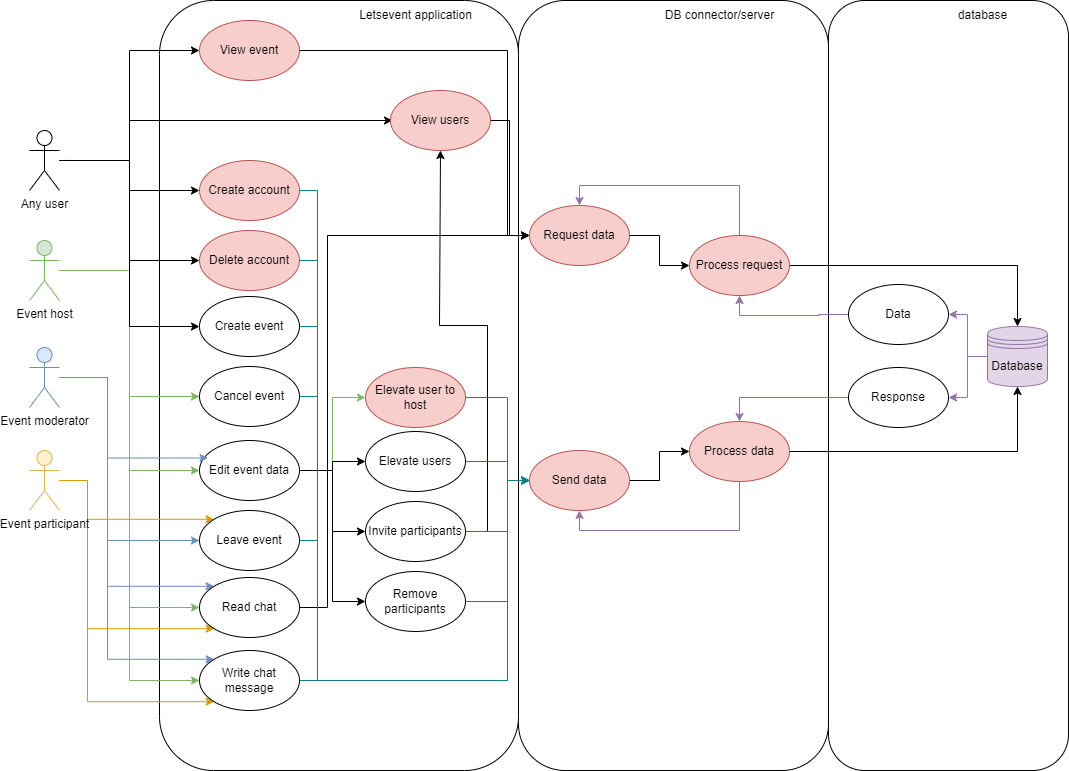 Letsevent application
DB connector/server
database
View event
View users
Any user
Create account
Request data
Delete account
Process request
Event host
Create event
Data
Database
Event moderator
Cancel event
Elevate user to
host
Response
Edit event data
Elevate users
Process data
Send data
Event participant
Leave event
Invite participants
Read chat
Remove
participants
Write chat
message